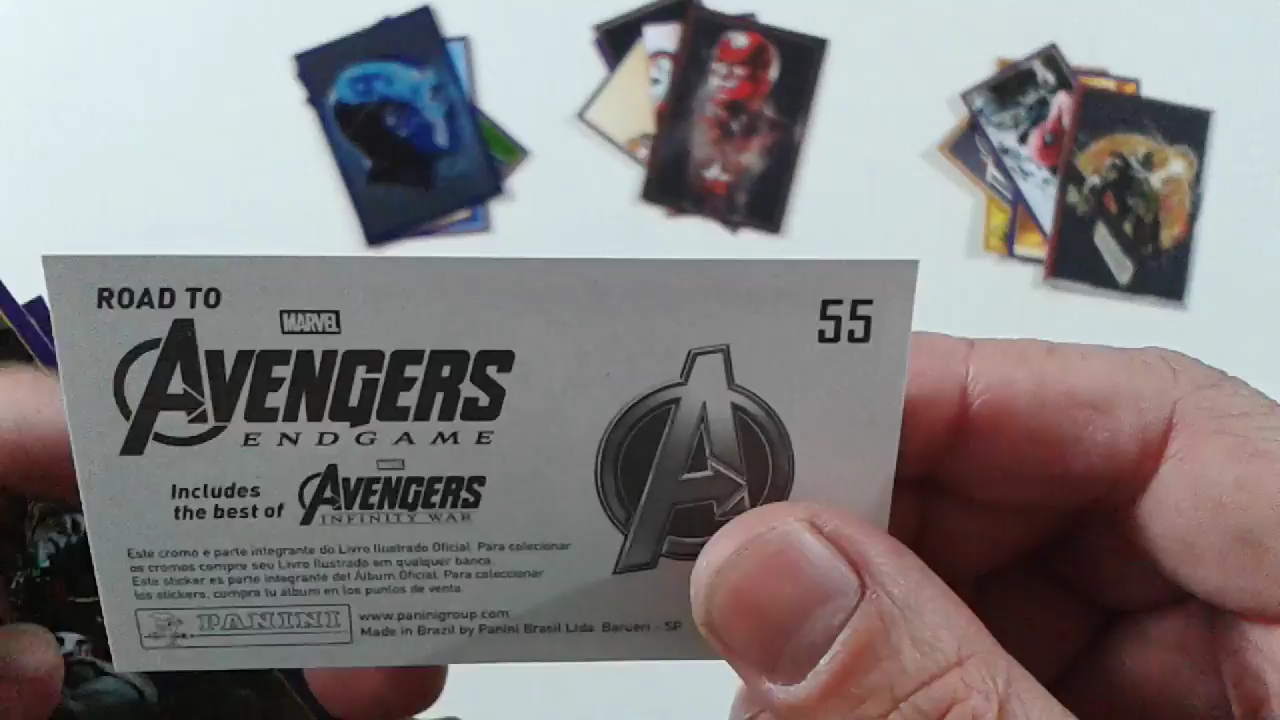 ROAD TO
MARVEL
AVENGERS
ENDGAME
55
Includes
the best of
AVENGERS
INFINITY WAR
Este cromo e parte integrante do Livro Ilustrado Oficial. Para colecionar
os cromos compre seu Livro Ilustrado em qualquer banca.
Este sticker es parte integrante del Álbum Oficial. Para coleccionar
los stickers, compra tu album en los puntos de venta.
PANINI
www.paninigroup.com
Made in Brazil by Panini Brasil Ltda. Barueri - SP